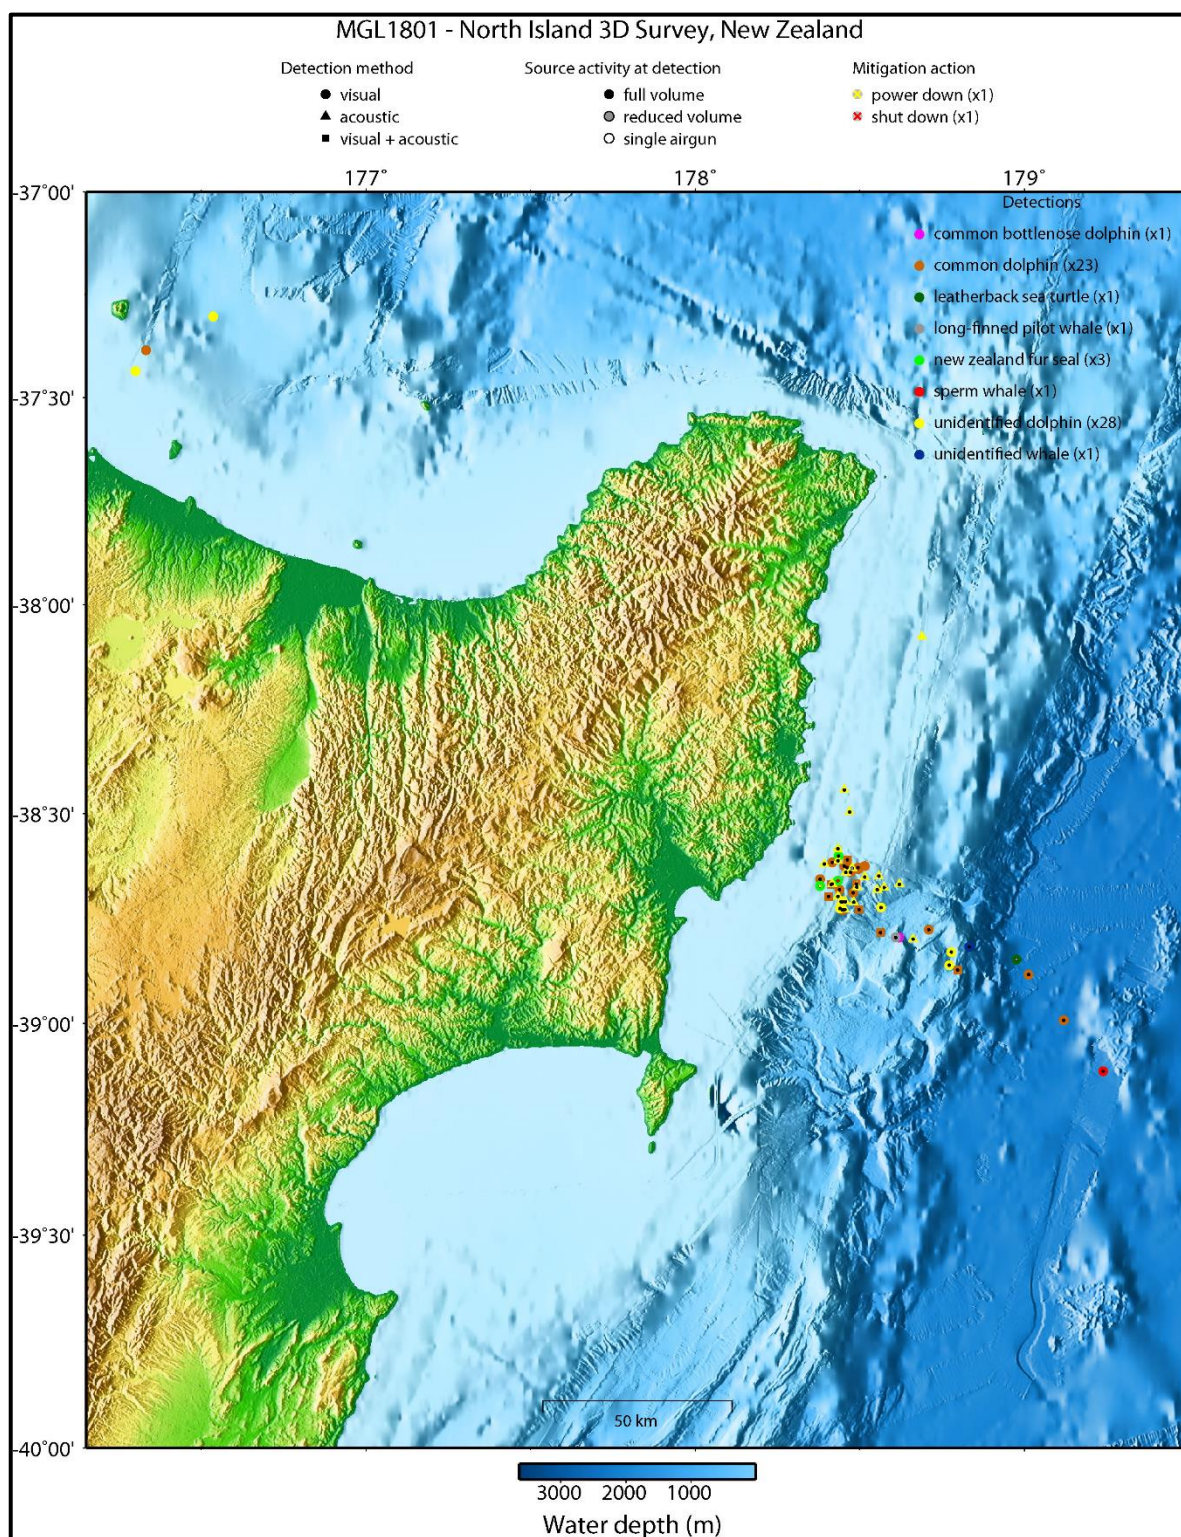 MGL1801 - North Island 3D Survey, New Zealand
Detection method
visual
acoustic
visual + acoustic
Source activity at detection
full volume
reduced volume
single airgun
Mitigation action
power down (x1)
shut down (x1)
177° 178° 179°
-37°00'
-37°30'
-38°00'
-38°30'
-39°00'
-39°30'
-40°00'
Detections
common bottlenose dolphin (x1)
common dolphin (x23)
leatherback sea turtle (x1)
long-finned pilot whale (x1)
new zealand fur seal (x3)
sperm whale (x1)
unidentified dolphin (x28)
unidentified whale (x1)
50 km
3000 2000 1000
Water depth (m)